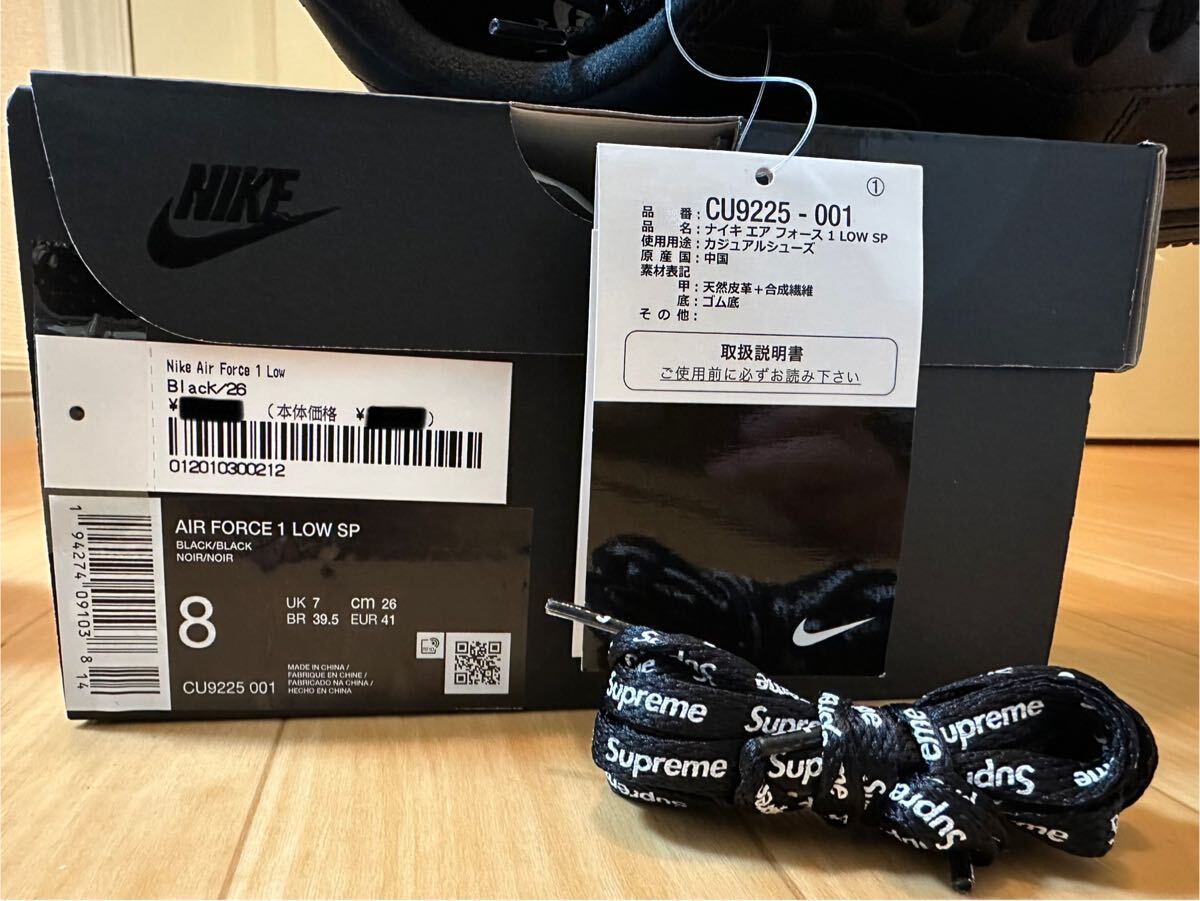 NIKE
①
品 番：CU9225 - 001
品 名：ナイキ エア フォース 1 LOW SP
使用用途：カジュアルシューズ
原 産 国：中国
素材表記
甲：天然皮革＋合成繊維
底：ゴム底
そ の 他：
取扱説明書
ご使用前に必ずお読み下さい
Nike Air Force 1 Low
Black/26
¥ （本体価格 ¥ ）
012010300212
AIR FORCE 1 LOW SP
BLACK/BLACK
NOIR/NOIR
8
UK 7 cm 26
BR 39.5 EUR 41
MADE IN CHINA /
FABRIQUE EN CHINE /
FABRICADO NA CHINA /
HECHO EN CHINA
CU9225 001
1 94274 09103 8 14
Supreme
Supreme
Supreme
Supreme